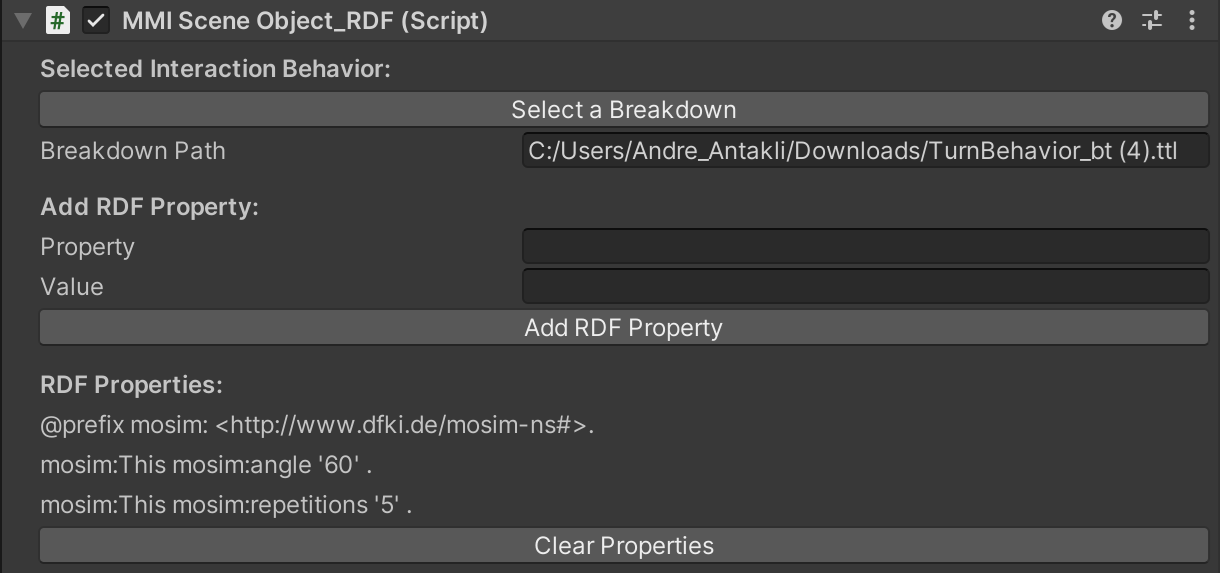 # MMI Scene Object_RDF (Script)
Selected Interaction Behavior:
Select a Breakdown
Breakdown Path C:/Users/Andre_Antakli/Downloads/TurnBehavior_bt (4).ttl
Add RDF Property:
Property
Value
Add RDF Property
RDF Properties:
@prefix mosim: <http://www.dfki.de/mosim-ns#>.
mosim:This mosim:angle '60' .
mosim:This mosim:repetitions '5' .
Clear Properties